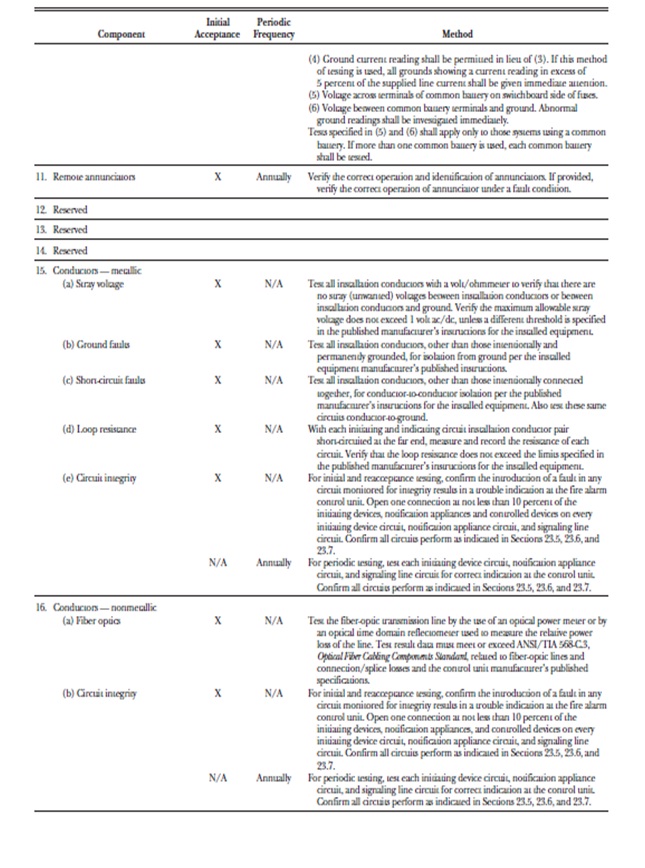 Component
Initial Acceptance
Periodic Frequency
Method
(4) Ground current reading shall be permitted in lieu of (3). If this method
of testing is used, all grounds showing a current reading in excess of
5 percent of the supplied line current shall be given immediate attention.
(5) Voltage across terminals of common battery on switchboard side of fuses.
(6) Voltage between common battery terminals and ground. Abnormal
ground readings shall be investigated immediately.
Tests specified in (5) and (6) shall apply only to those systems using a common
battery. If more than one common battery is used, each common battery
shall be tested.
11. Remote annunciators X Annually Verify the correct operation and identification of annunciators. If provided,
verify the correct operation of annunciator under a fault condition.
12. Reserved
13. Reserved
14. Reserved
15. Conductors — metallic
(a) Stray voltage X N/A Test all installation conductors with a volt/ohmmeter to verify that there are
no stray (unwanted) voltages between installation conductors or between
installation conductors and ground. Verify the maximum allowable stray
voltage does not exceed 1 volt ac/dc, unless a different threshold is specified
in the published manufacturer's instructions for the installed equipment.
(b) Ground faults X N/A Test all installation conductors, other than those intentionally and
permanently grounded, for isolation from ground per the installed
equipment manufacturer's published instructions.
(c) Short-circuit faults X N/A Test all installation conductors, other than those intentionally connected
together, for conductor-to-conductor isolation per the published
manufacturer's instructions for the installed equipment. Also test these same
circuits conductor-to-ground.
(d) Loop resistance X N/A With each initiating and indicating circuit installation conductor pair
short-circuited at the far end, measure and record the resistance of each
circuit. Verify that the loop resistance does not exceed the limits specified in
the published manufacturer's instructions for the installed equipment.
(e) Circuit integrity X N/A For initial and reacceptance testing, confirm the introduction of a fault in any
circuit monitored for integrity results in a trouble indication at the fire alarm
control unit. Open one connection at not less than 10 percent of the
initiating devices, notification appliances and controlled devices on every
initiating device circuit, notification appliance circuit, and signaling line
circuit. Confirm all circuits perform as indicated in Sections 23.5, 23.6, and
23.7.
N/A Annually For periodic testing, test each initiating device circuit, notification appliance
circuit, and signaling line circuit for correct indication at the control unit.
Confirm all circuits perform as indicated in Sections 23.5, 23.6, and 23.7.
16. Conductors — nonmetallic
(a) Fiber optics X N/A Test the fiber-optic transmission line by the use of an optical power meter or by
an optical time domain reflectometer used to measure the relative power
loss of the line. Test result data must meet or exceed ANSI/TIA 568-C.3,
Optical Fiber Cabling Components Standard, related to fiber-optic lines and
connection/splice losses and the control unit manufacturer's published
specifications.
(b) Circuit integrity X N/A For initial and reacceptance testing, confirm the introduction of a fault in any
circuit monitored for integrity results in a trouble indication at the fire alarm
control unit. Open one connection at not less than 10 percent of the
initiating devices, notification appliances, and controlled devices on every
initiating device circuit, notification appliance circuit, and signaling line
circuit. Confirm all circuits perform as indicated in Sections 23.5, 23.6, and
23.7.
N/A Annually For periodic testing, test each initiating device circuit, notification appliance
circuit, and signaling line circuit for correct indication at the control unit.
Confirm all circuits perform as indicated in Sections 23.5, 23.6, and 23.7.